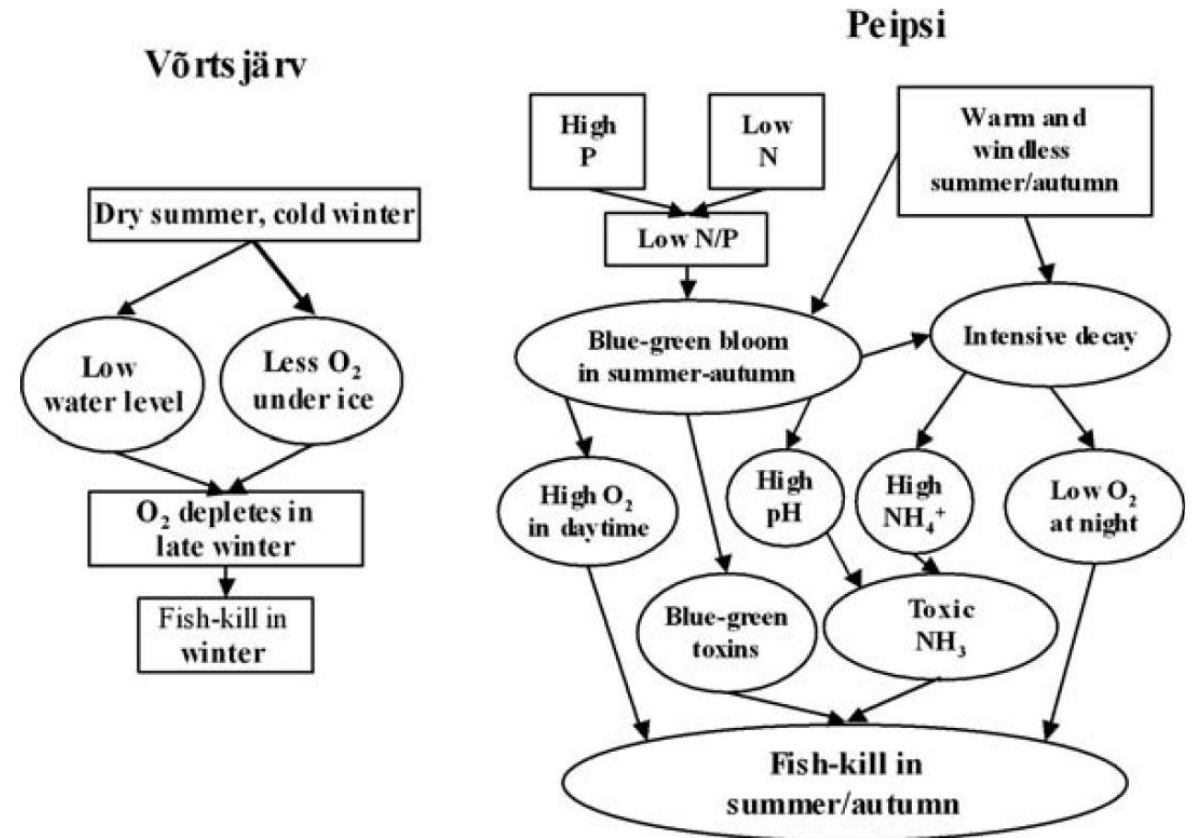 Võrtsjärv
Dry summer, cold winter
Low
water level
Less O₂
under ice
O₂ depletes in
late winter
Fish-kill in
winter
Peipsi
High
P
Low
N
Warm and
windless
summer/autumn
Low N/P
Blue-green bloom
in summer-autumn
Intensive decay
High O₂
in daytime
High
pH
High
NH₄⁺
Low O₂
at night
Blue-green
toxins
Toxic
NH₃
Fish-kill in
summer/autumn